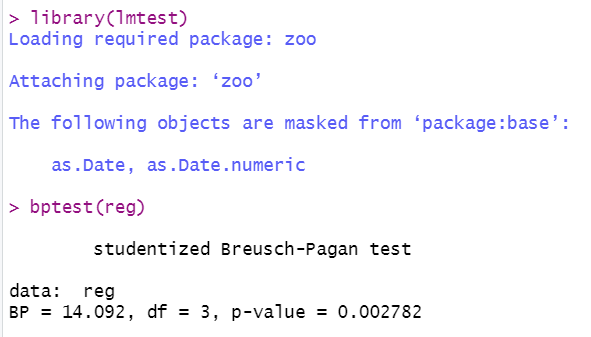 > library(lmtest)
Loading required package: zoo
Attaching package: ‘zoo’
The following objects are masked from ‘package:base’:
    as.Date, as.Date.numeric
> bptest(reg)
        studentized Breusch-Pagan test
data:  reg
BP = 14.092, df = 3, p-value = 0.002782